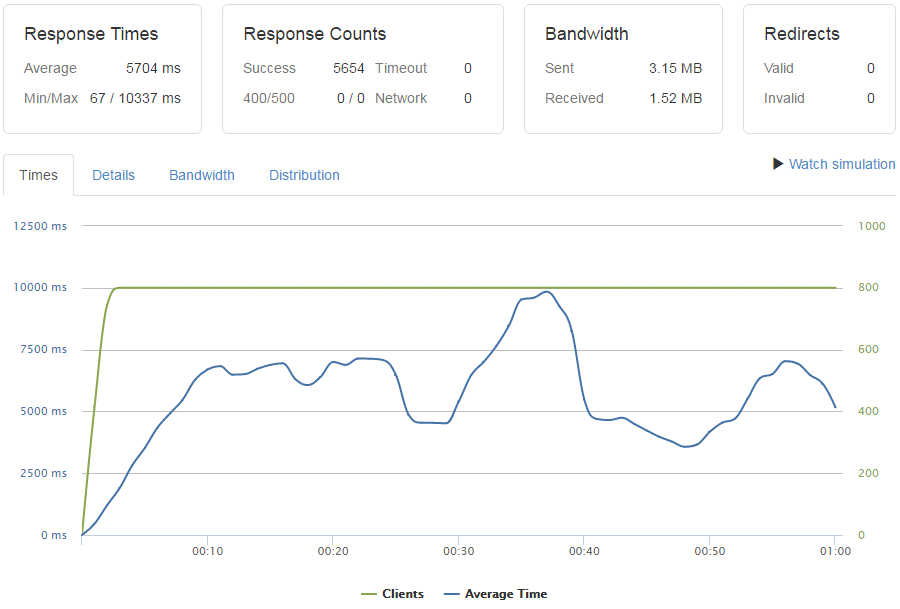 Response Times
Average 5704 ms
Min/Max 67 / 10337 ms
Response Counts
Success 5654 Timeout 0
400/500 0 / 0 Network 0
Bandwidth
Sent 3.15 MB
Received 1.52 MB
Redirects
Valid 0
Invalid 0
Times Details Bandwidth Distribution
Watch simulation
12500 ms 1000
10000 ms 800
7500 ms 600
5000 ms 400
2500 ms 200
0 ms 0
00:10 00:20 00:30 00:40 00:50 01:00
Clients Average Time